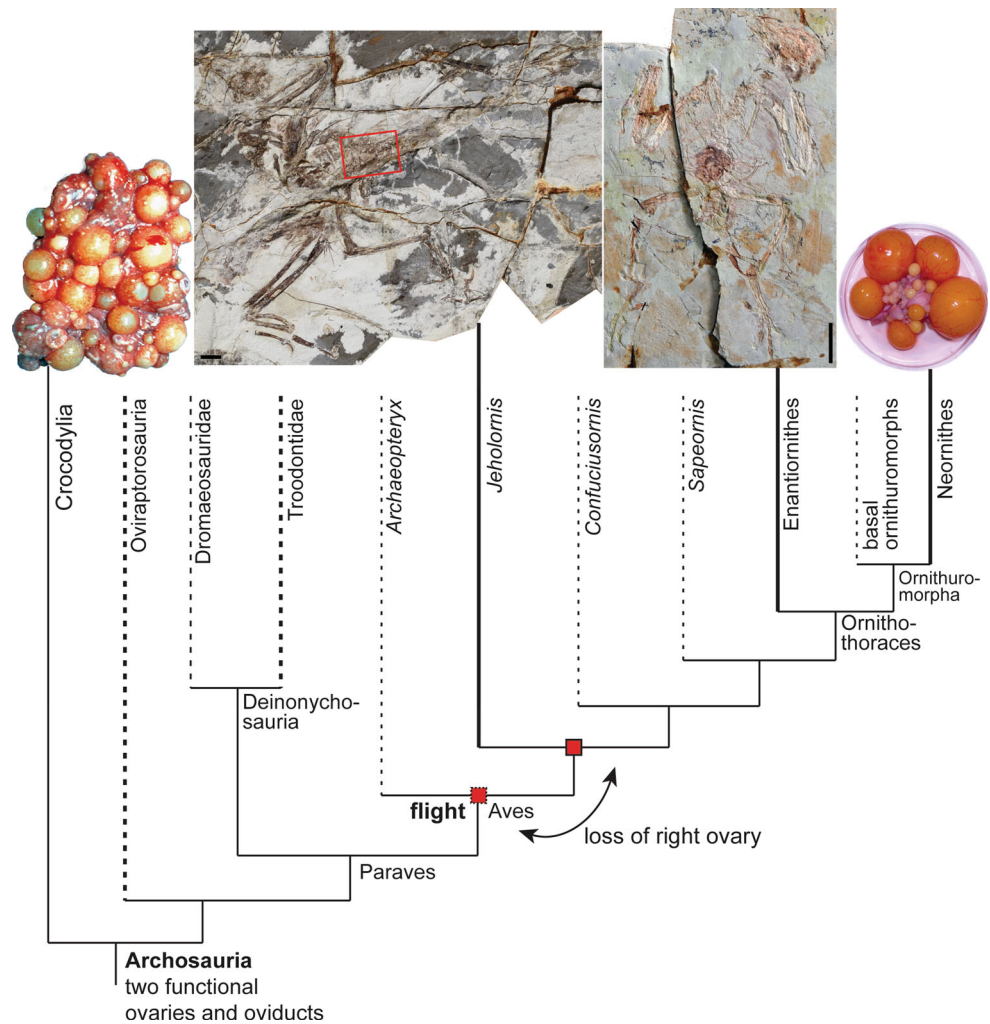 Crocodylia
Oviraptorosauria
Dromaeosauridae
Troodontidae
Archaeopteryx
Jeholornis
Confuciusornis
Sapeornis
Enantiornithes
basal
ornithuromorphs
Neornithes
Ornithuro-
morpha
Ornitho-
thoraces
Deinonycho-
sauria
flight
Aves
loss of right ovary
Paraves
Archosauria
two functional
ovaries and oviducts